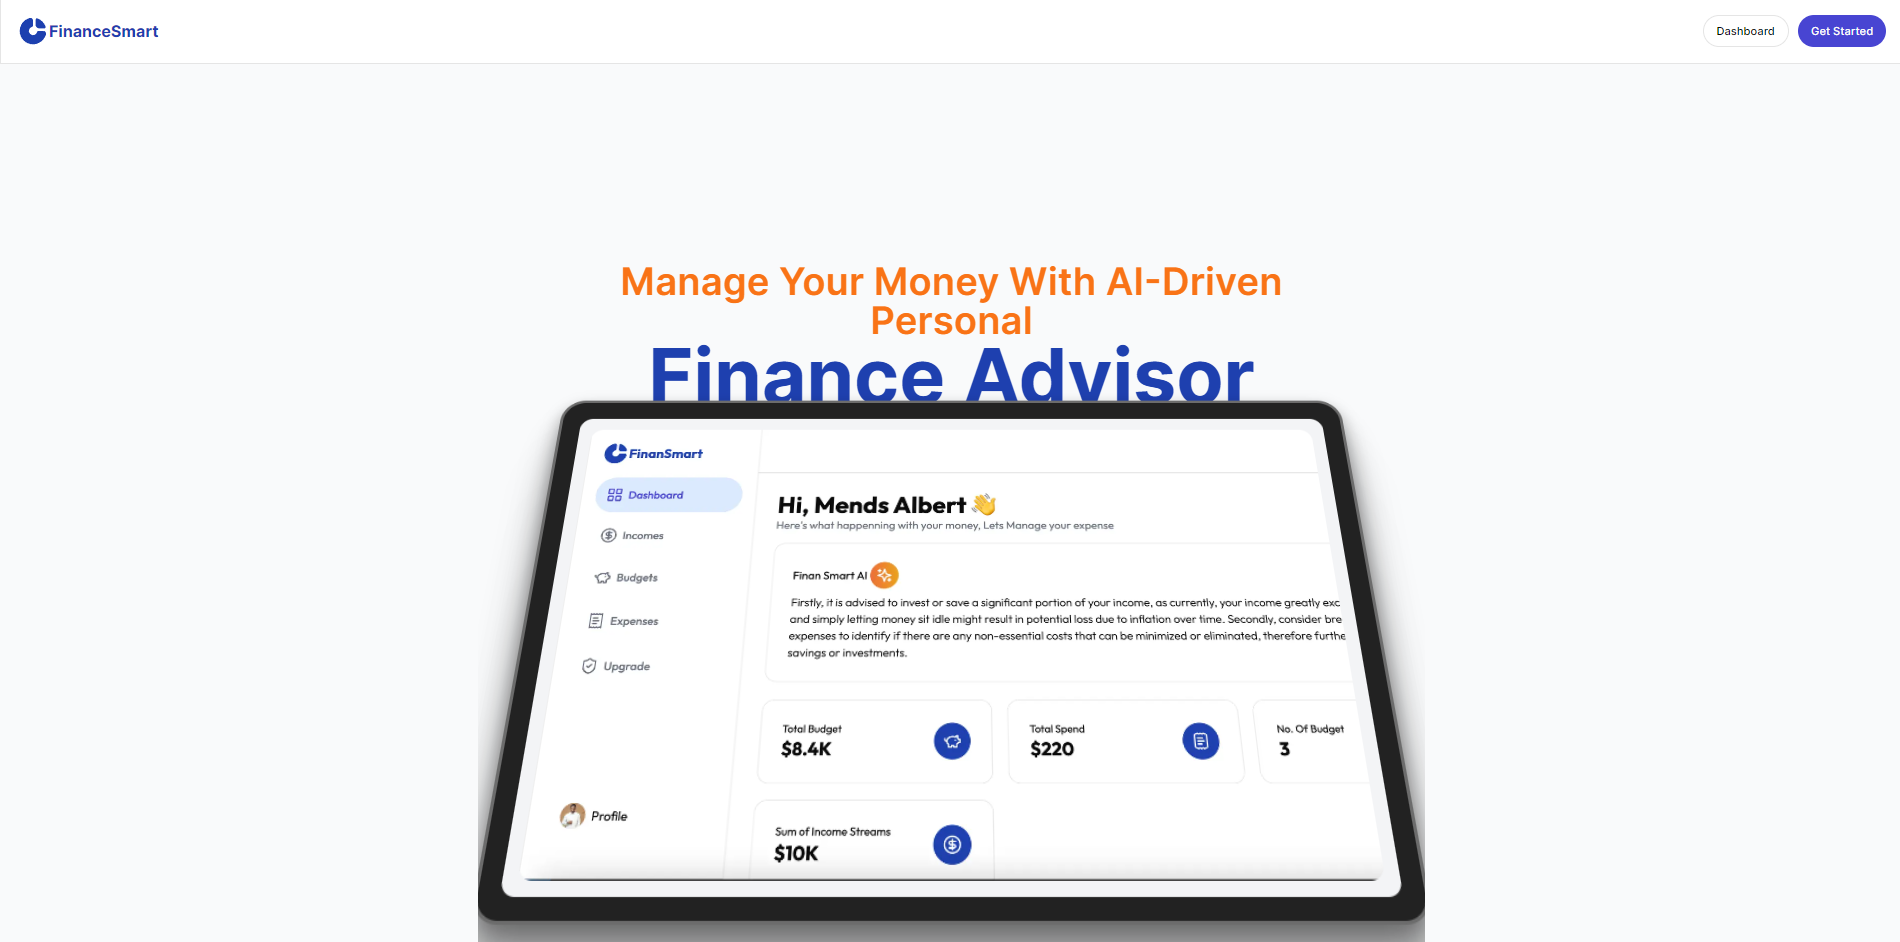 FinanceSmart
Dashboard
Get Started
Manage Your Money With AI-Driven
Personal
Finance Advisor
FinanSmart
Dashboard
Incomes
Budgets
Expenses
Upgrade
Profile
Hi, Mends Albert 👋
Here's what happenning with your money, Lets Manage your expense
Finan Smart AI
Firstly, it is advised to invest or save a significant portion of your income, as currently, your income greatly exc
and simply letting money sit idle might result in potential loss due to inflation over time. Secondly, consider bre
expenses to identify if there are any non-essential costs that can be minimized or eliminated, therefore furthe
savings or investments.
Total Budget
$8.4K
Total Spend
$220
No. Of Budget
3
Sum of Income Streams
$10K